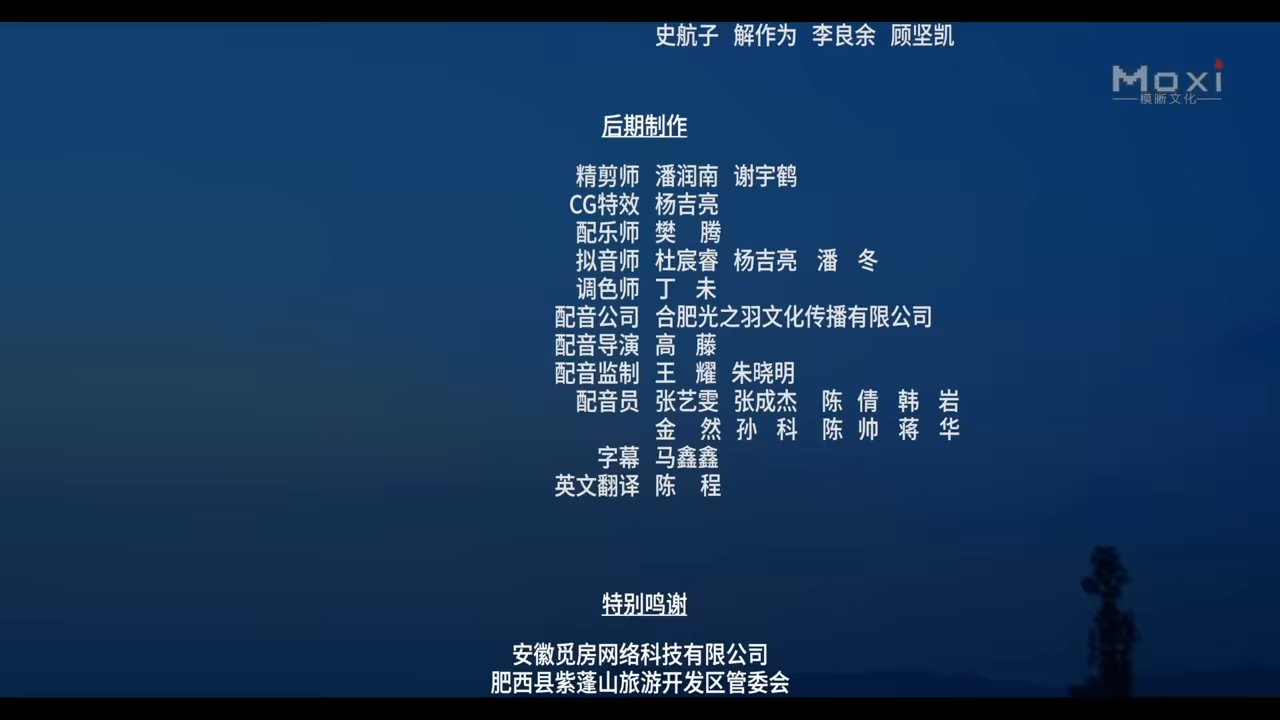 史航子 解作为 李良余 顾坚凯
Moxi
模晰文化
后期制作
精剪师 潘润南 谢宇鹤
CG特效 杨吉亮
配乐师 樊 腾
拟音师 杜宸睿 杨吉亮 潘 冬
调色师 丁 未
配音公司 合肥光之羽文化传播有限公司
配音导演 高 藤
配音监制 王 耀 朱晓明
配音员 张艺雯 张成杰 陈 倩 韩 岩
金 然 孙 科 陈 帅 蒋 华
字幕 马鑫鑫
英文翻译 陈 程
特别鸣谢
安徽觅房网络科技有限公司
肥西县紫蓬山旅游开发区管委会